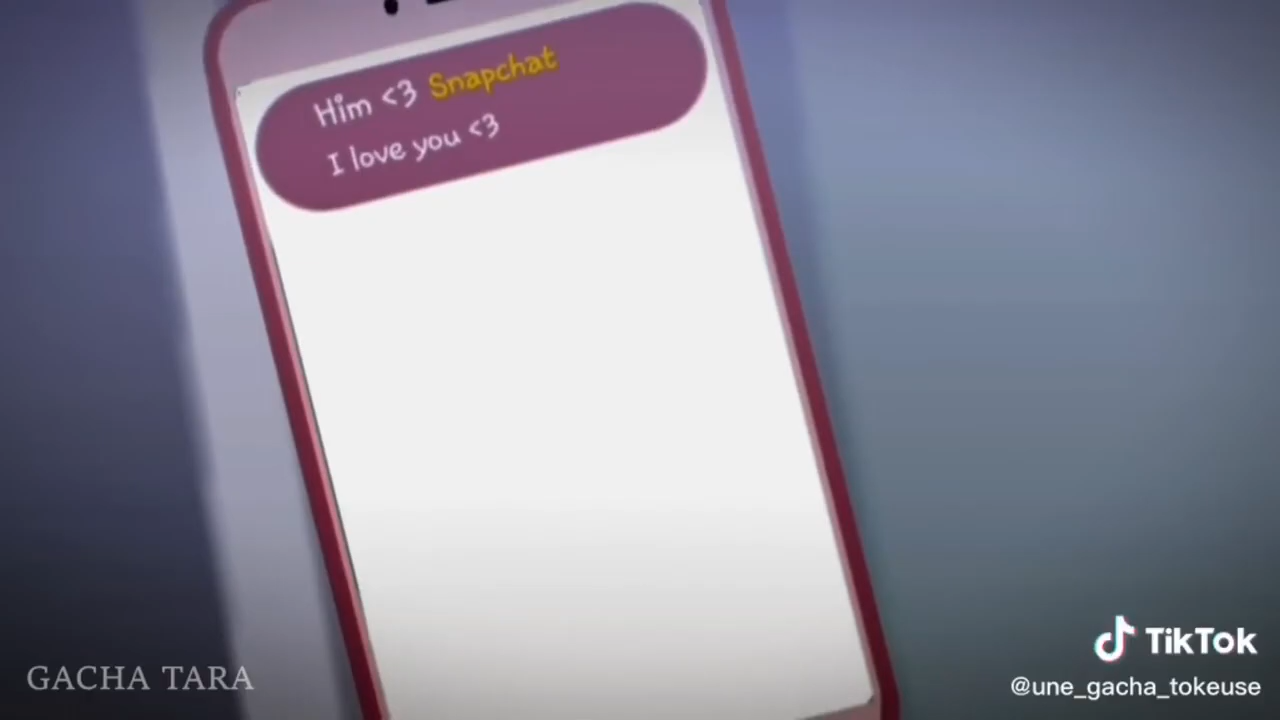 Him <3 Snapchat
I love you <3
GACHA TARA
TikTok
@une_gacha_tokeuse